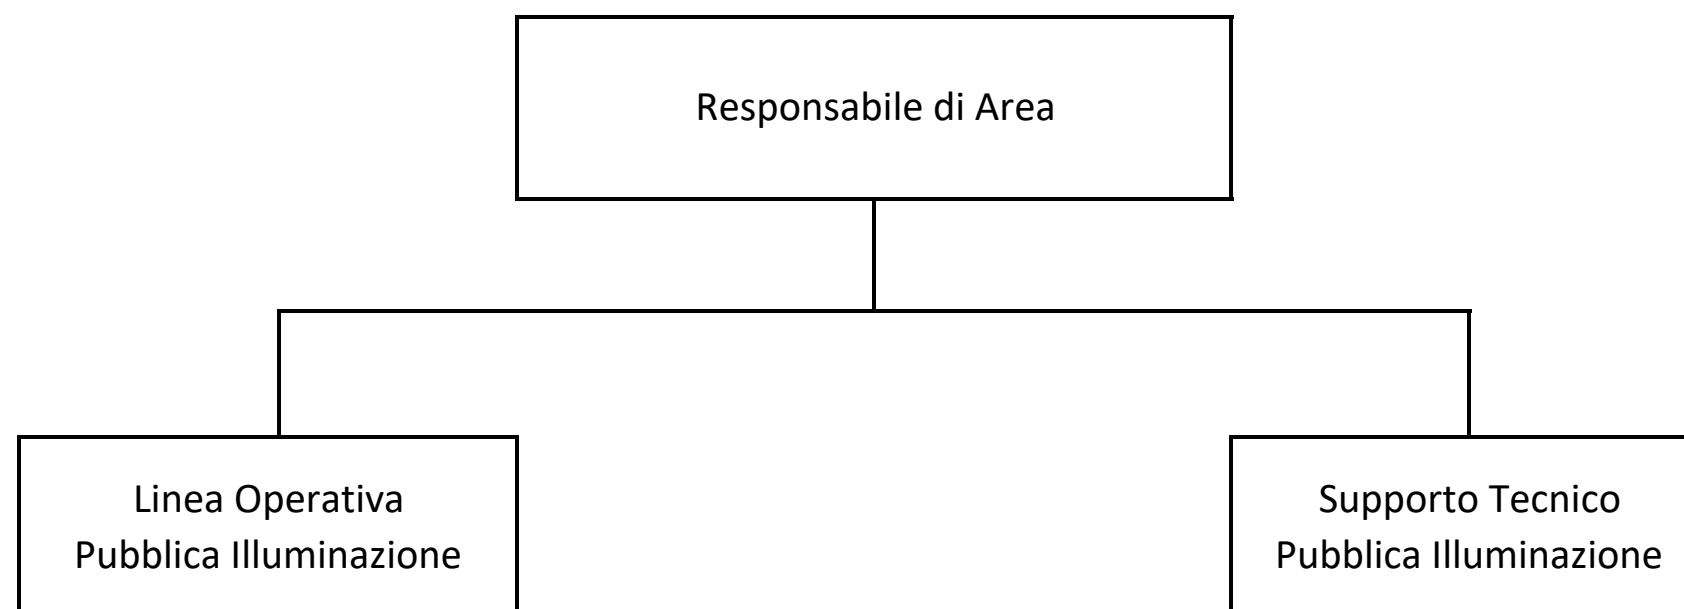 Responsabile di Area
Linea Operativa
Pubblica Illuminazione
Supporto Tecnico
Pubblica Illuminazione